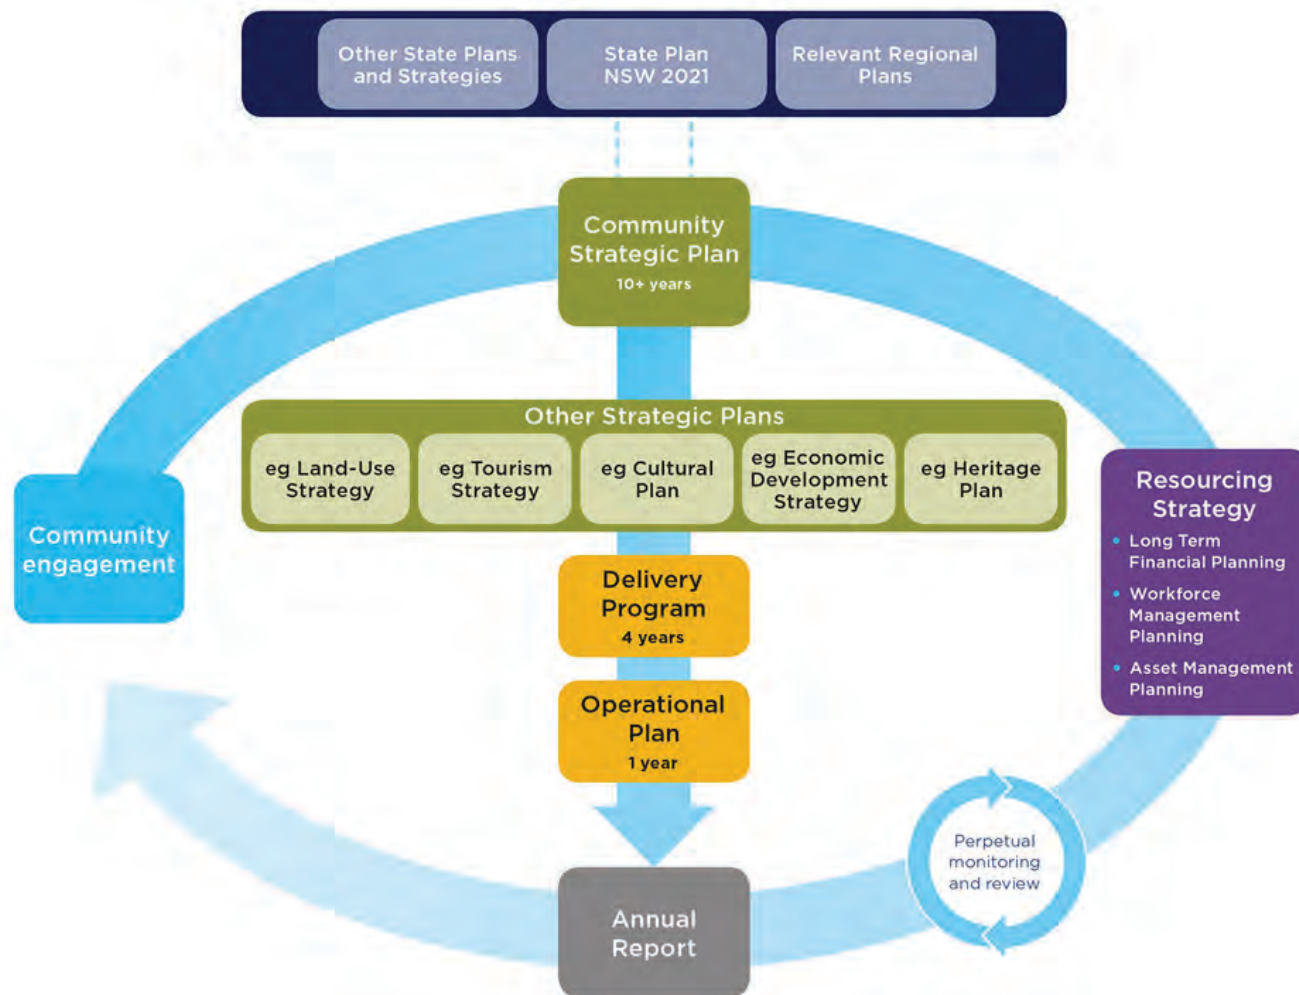 Other State Plans
and Strategies
State Plan
NSW 2021
Relevant Regional
Plans
Community
Strategic Plan
10+ years
Other Strategic Plans
eg Land-Use
Strategy
eg Tourism
Strategy
eg Cultural
Plan
eg Economic
Development
Strategy
eg Heritage
Plan
Community
engagement
Resourcing
Strategy
• Long Term
Financial Planning
• Workforce
Management
Planning
• Asset Management
Planning
Delivery
Program
4 years
Operational
Plan
1 year
Perpetual
monitoring
and review
Annual
Report